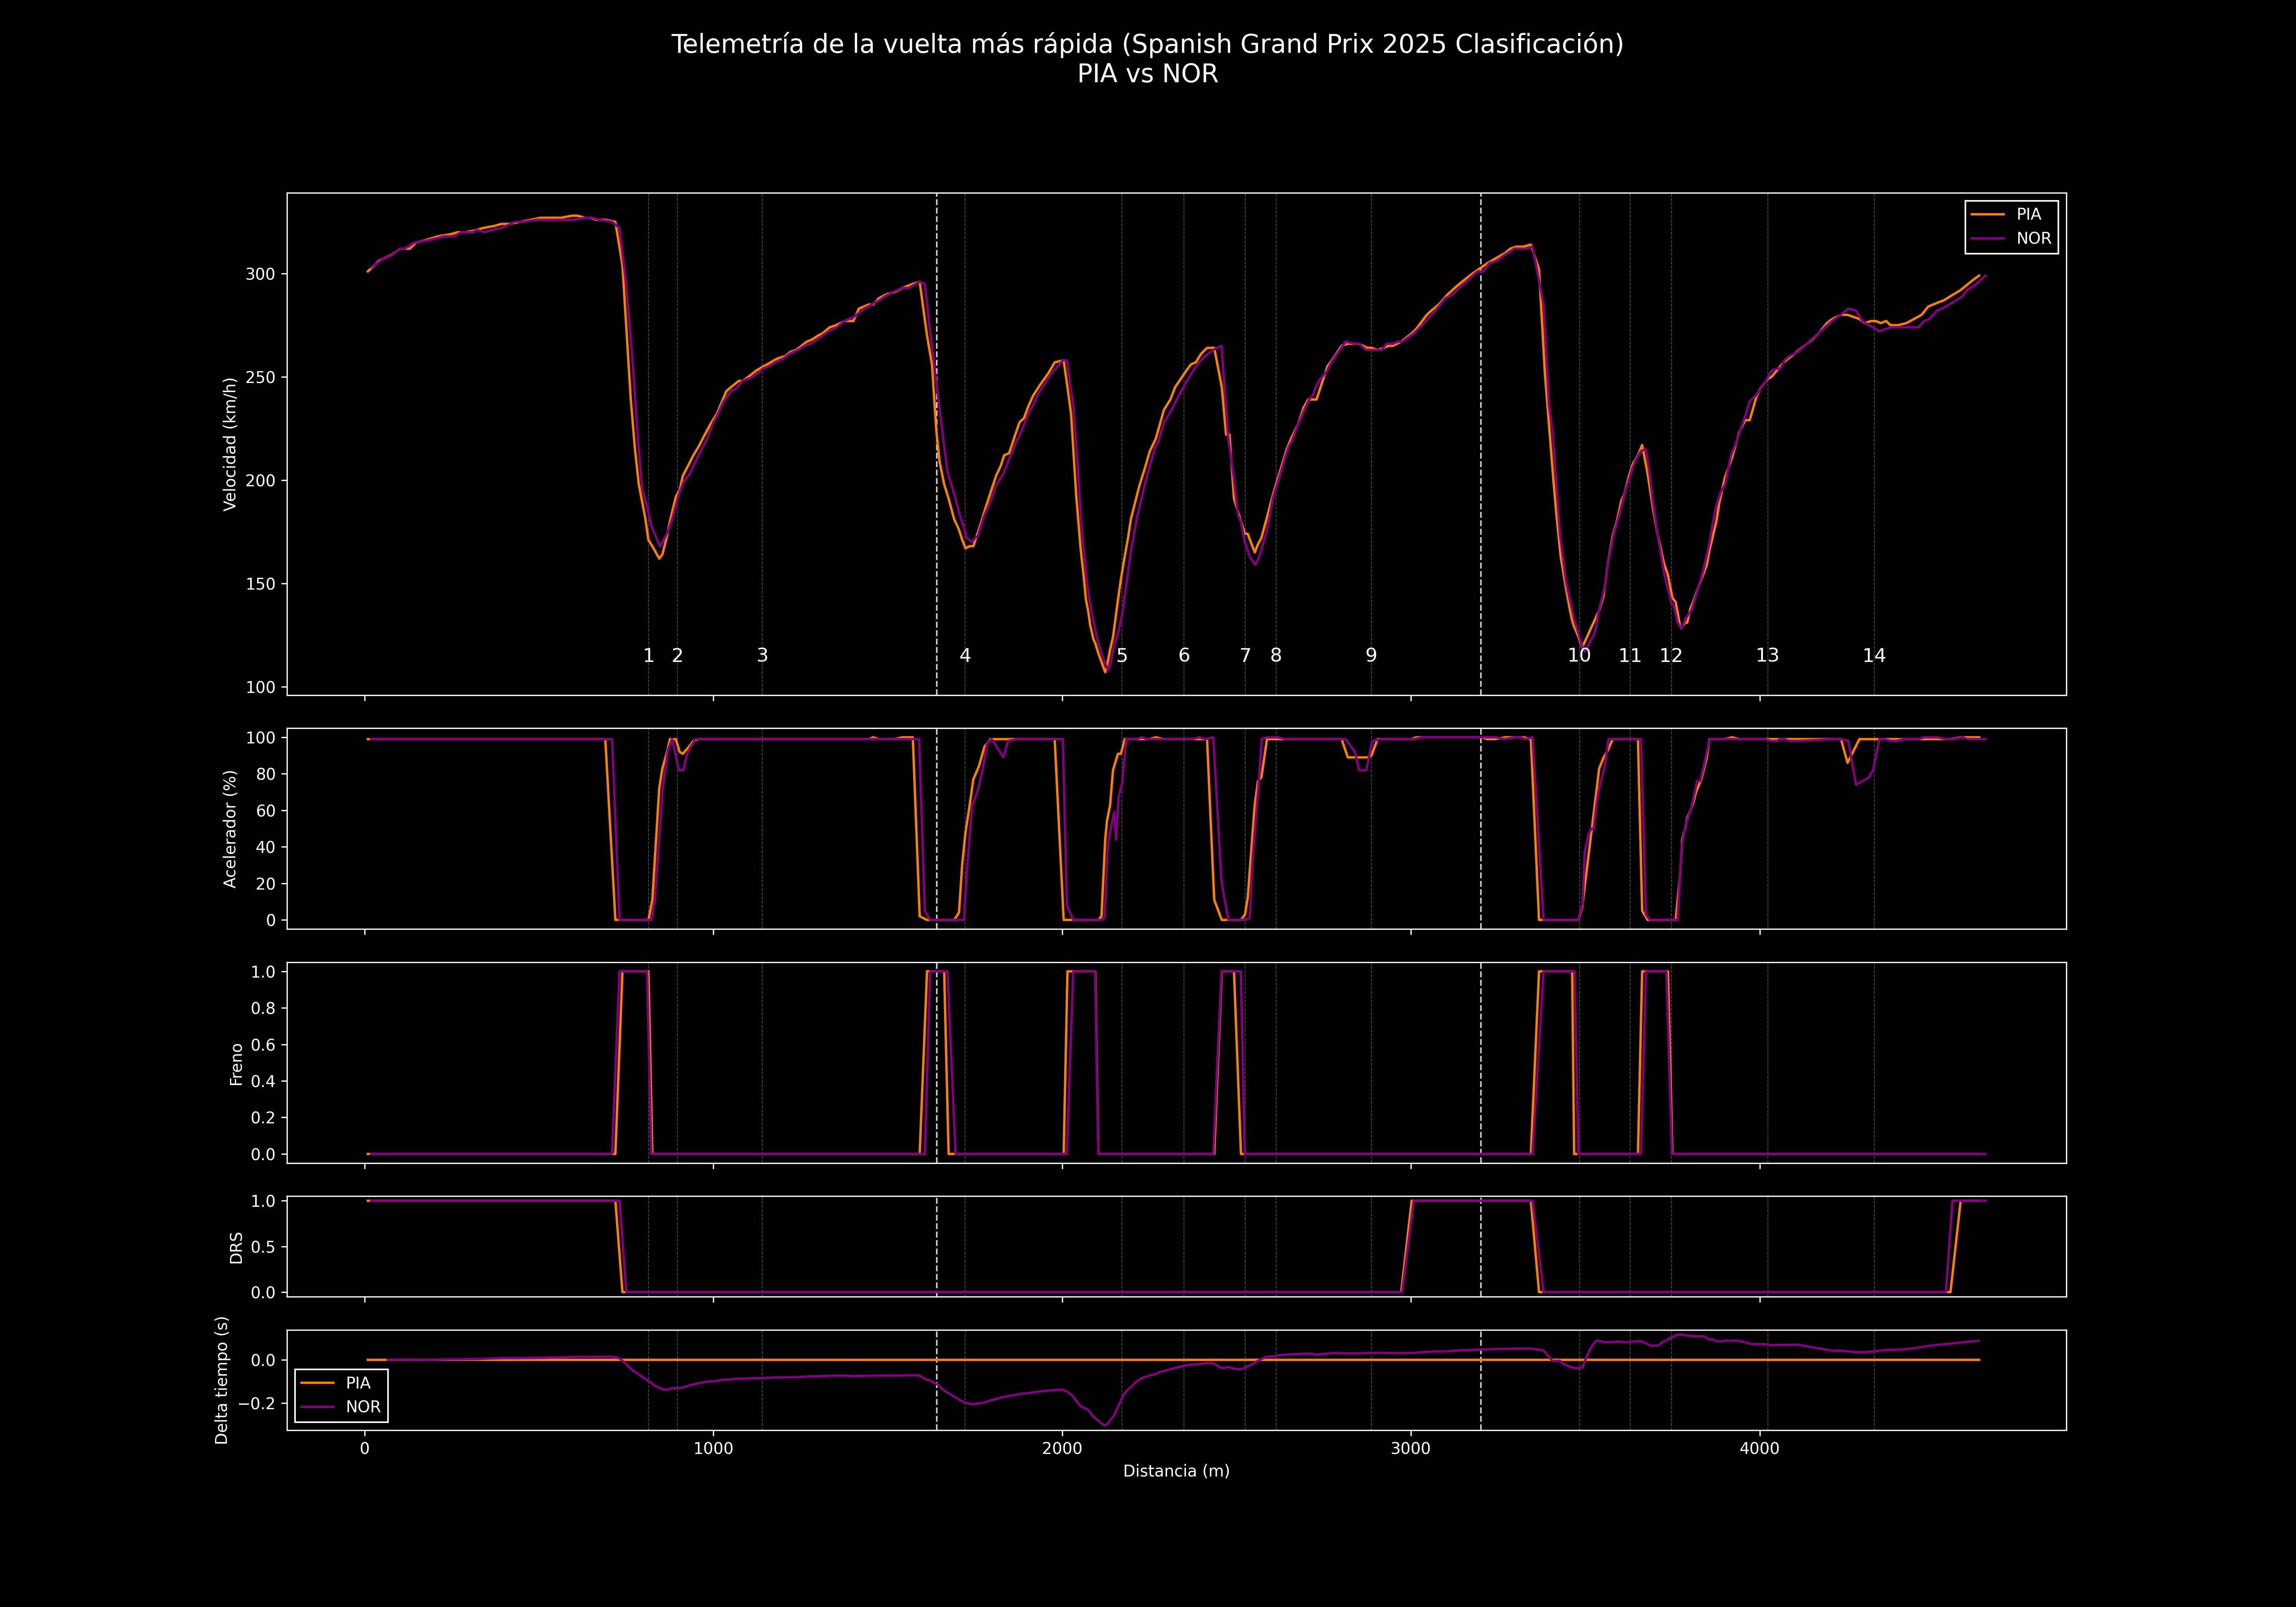 Telemetría de la vuelta más rápida (Spanish Grand Prix 2025 Clasificación)
PIA vs NOR
PIA
NOR
Velocidad (km/h)
300
250
200
150
100
1 2 3 4 5 6 7 8 9 10 11 12 13 14
Acelerador (%)
100
80
60
40
20
0
Freno
1.0
0.8
0.6
0.4
0.2
0.0
DRS
1.0
0.5
0.0
Delta tiempo (s)
0.0
−0.2
PIA
NOR
0 1000 2000 3000 4000
Distancia (m)